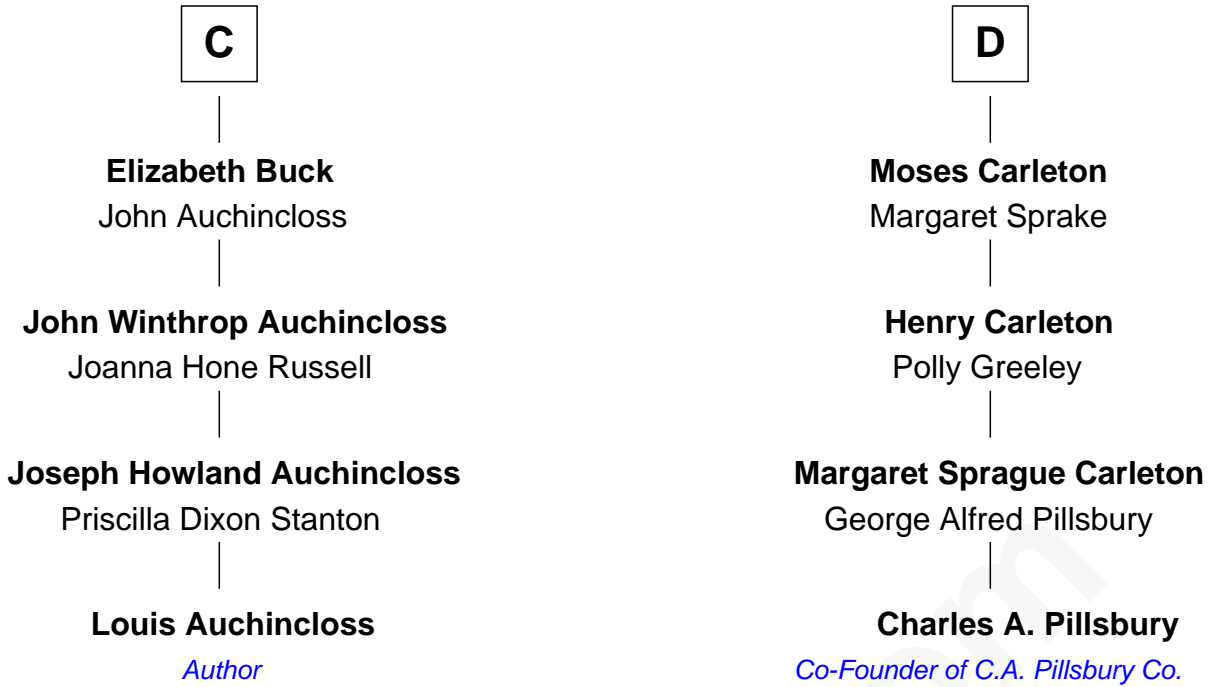 C
Elizabeth Buck
John Auchincloss
John Winthrop Auchincloss
Joanna Hone Russell
Joseph Howland Auchincloss
Priscilla Dixon Stanton
Louis Auchincloss
Author
D
Moses Carleton
Margaret Sprake
Henry Carleton
Polly Greeley
Margaret Sprague Carleton
George Alfred Pillsbury
Charles A. Pillsbury
Co-Founder of C.A. Pillsbury Co.